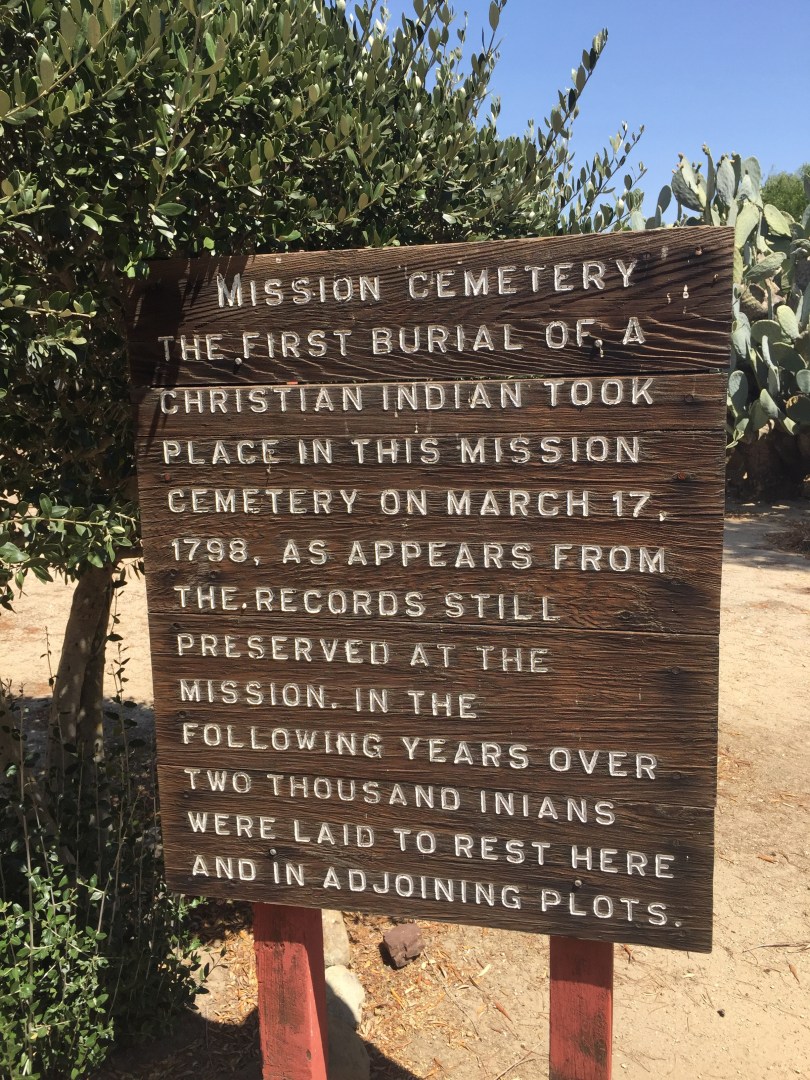 MISSION CEMETERY
THE FIRST BURIAL OF A
CHRISTIAN INDIAN TOOK
PLACE IN THIS MISSION
CEMETERY ON MARCH 17,
1798, AS APPEARS FROM
THE RECORDS STILL
PRESERVED AT THE
MISSION. IN THE
FOLLOWING YEARS OVER
TWO THOUSAND INIANS
WERE LAID TO REST HERE
AND IN ADJOINING PLOTS.